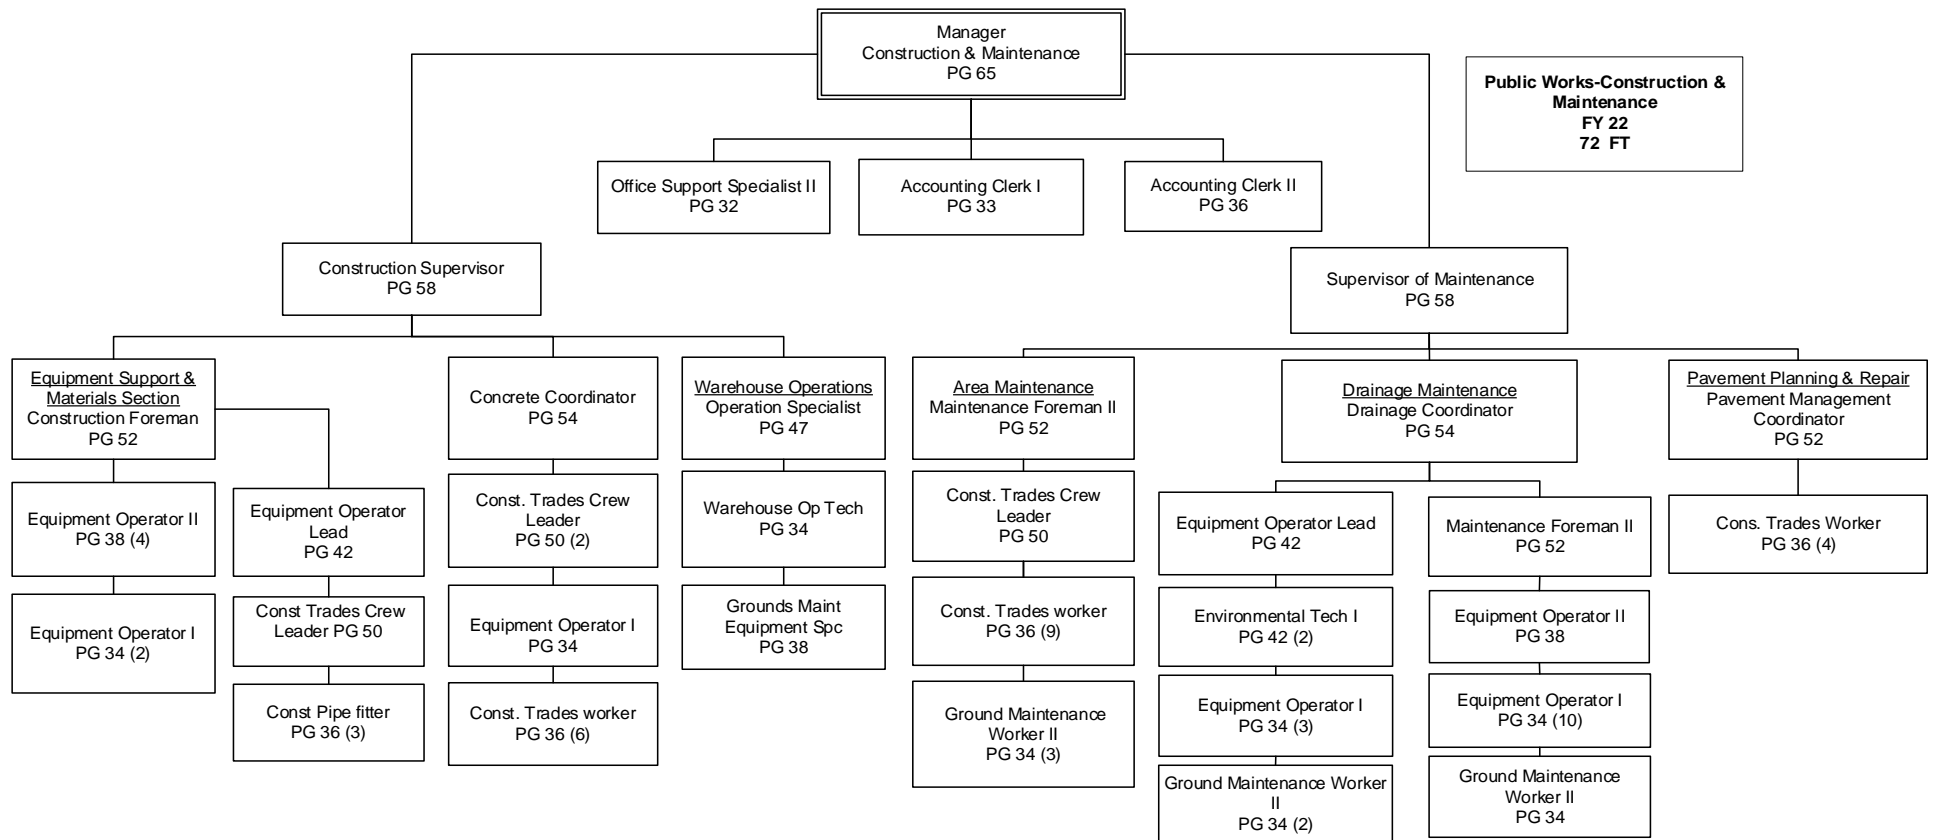 Manager
Construction & Maintenance
PG 65
Public Works-Construction &
Maintenance
FY 22
72 FT
Office Support Specialist II
PG 32
Accounting Clerk I
PG 33
Accounting Clerk II
PG 36
Construction Supervisor
PG 58
Supervisor of Maintenance
PG 58
Equipment Support &
Materials Section
Construction Foreman
PG 52
Equipment Operator II
PG 38 (4)
Equipment Operator I
PG 34 (2)
Equipment Operator
Lead
PG 42
Const Trades Crew
Leader PG 50
Const Pipe fitter
PG 36 (3)
Concrete Coordinator
PG 54
Const. Trades Crew
Leader
PG 50 (2)
Equipment Operator I
PG 34
Const. Trades worker
PG 36 (6)
Warehouse Operations
Operation Specialist
PG 47
Warehouse Op Tech
PG 34
Grounds Maint
Equipment Spc
PG 38
Area Maintenance
Maintenance Foreman II
PG 52
Const. Trades Crew
Leader
PG 50
Const. Trades worker
PG 36 (9)
Ground Maintenance
Worker II
PG 34 (3)
Drainage Maintenance
Drainage Coordinator
PG 54
Equipment Operator Lead
PG 42
Environmental Tech I
PG 42 (2)
Equipment Operator I
PG 34 (3)
Ground Maintenance Worker
II
PG 34 (2)
Maintenance Foreman II
PG 52
Equipment Operator II
PG 38
Equipment Operator I
PG 34 (10)
Ground Maintenance
Worker II
PG 34
Pavement Planning & Repair
Pavement Management
Coordinator
PG 52
Cons. Trades Worker
PG 36 (4)